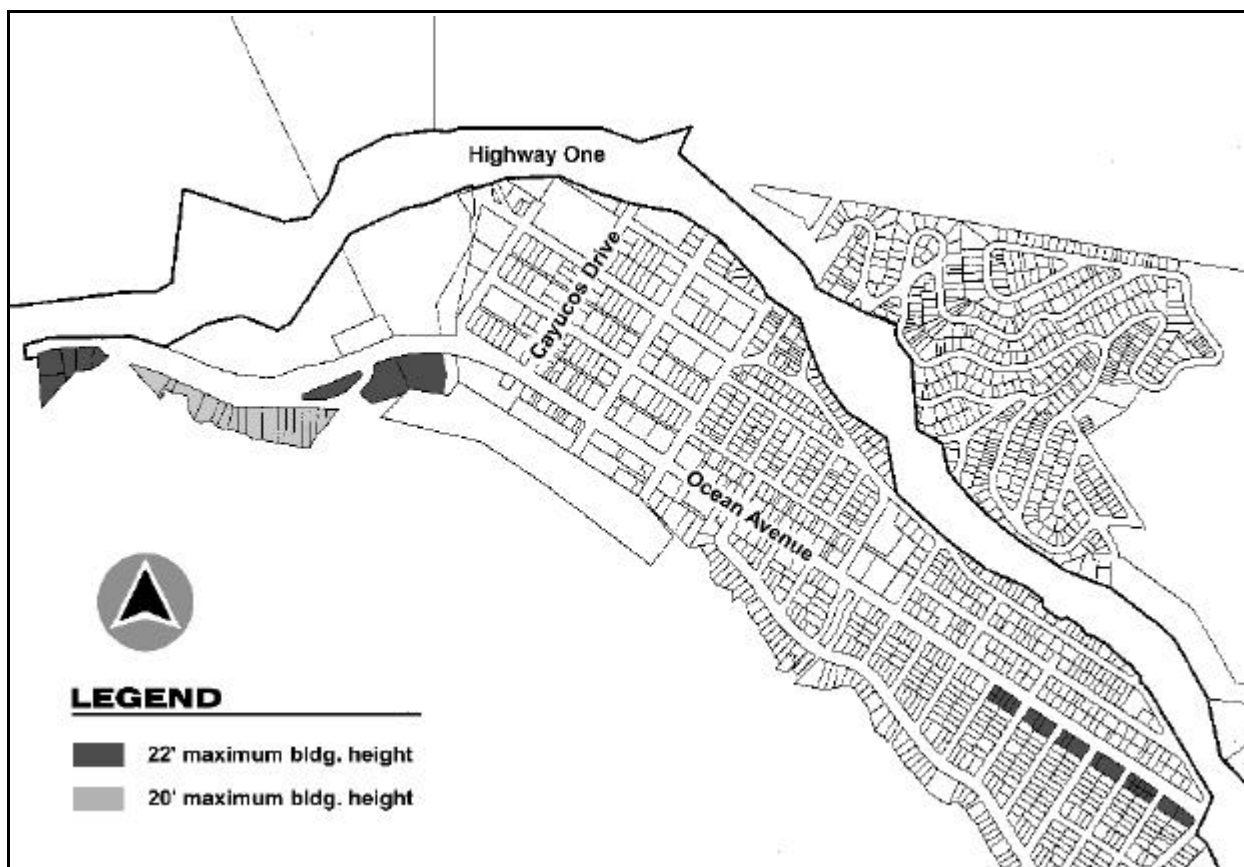 Highway One
Cayucos Drive
Ocean Avenue
LEGEND
22' maximum bldg. height
20' maximum bldg. height